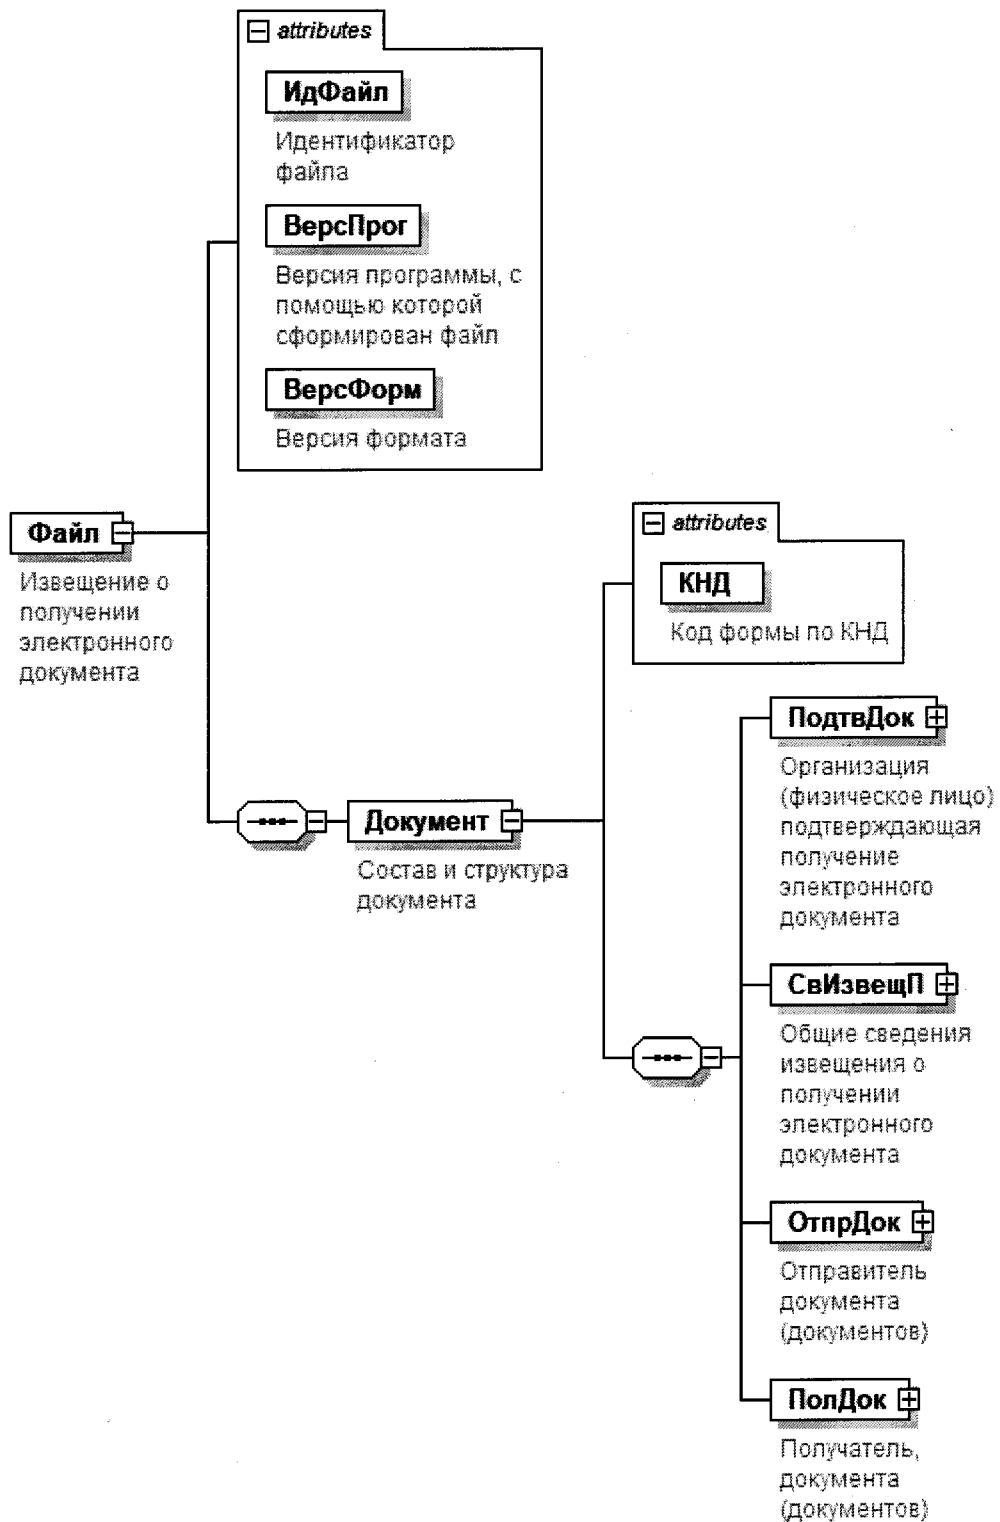 attributes
ИдФайл
Идентификатор
файла
ВерсПрог
Версия программы, с
помощью которой
сформирован файл
ВерсФорм
Версия формата
Файл
Извещение о
получении
электронного
документа
Документ
Состав и структура
документа
attributes
КНД
Код формы по КНД
ПодтвДок
Организация
(физическое лицо)
подтверждающая
получение
электронного
документа
СвИзвещП
Общие сведения
извещения о
получении
электронного
документа
ОтпрДок
Отправитель
документа
(документов)
ПолДок
Получатель,
документа
(документов)